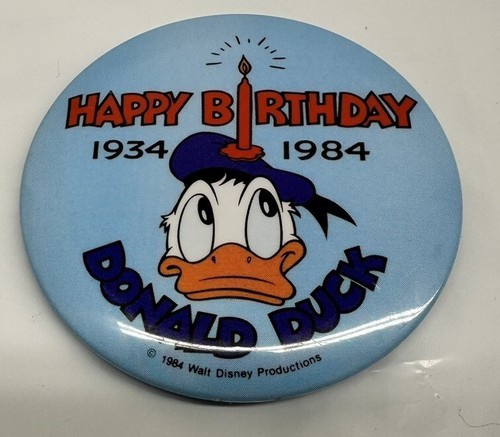 HAPPY BIRTHDAY
1934 1984
DONALD DUCK
© 1984 Walt Disney Productions